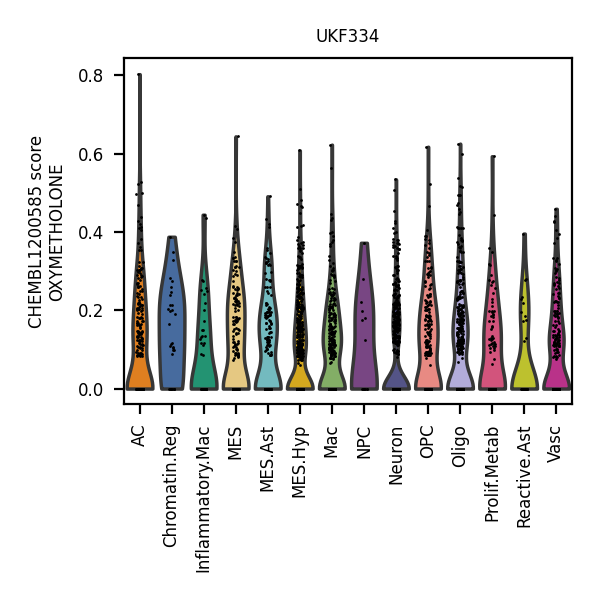 UKF334
CHEMBL1200585 score
OXYMETHOLONE
0.8
0.6
0.4
0.2
0.0
AC
Chromatin.Reg
Inflammatory.Mac
MES
MES.Ast
MES.Hyp
Mac
NPC
Neuron
OPC
Oligo
Prolif.Metab
Reactive.Ast
Vasc